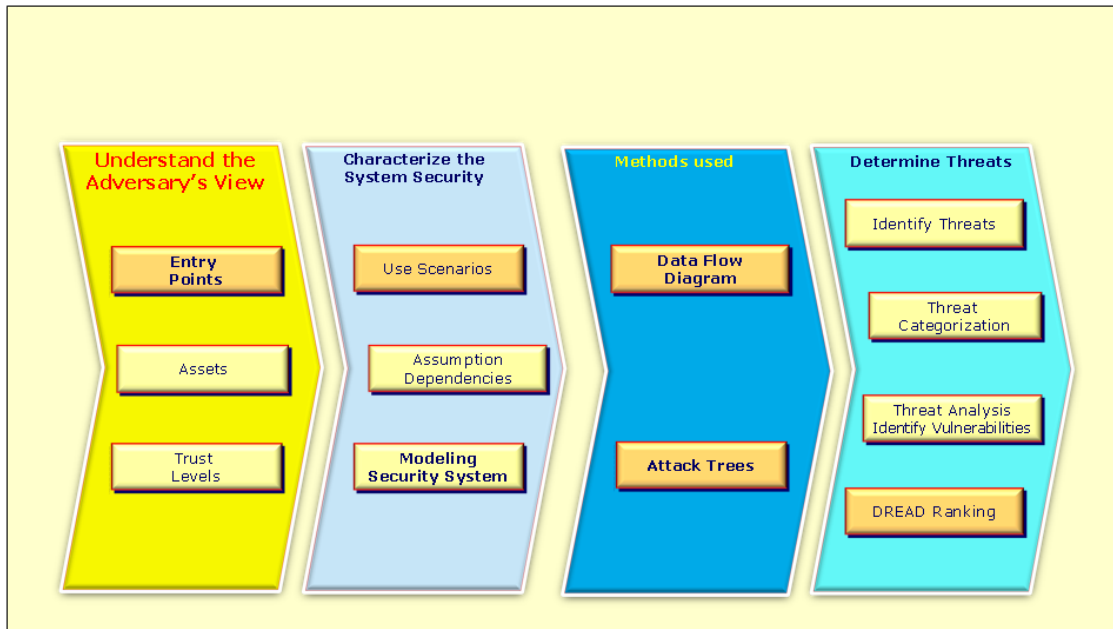 Understand the
Adversary's View
Entry
Points
Assets
Trust
Levels
Characterize the
System Security
Use Scenarios
Assumption
Dependencies
Modeling
Security System
Methods used
Data Flow
Diagram
Attack Trees
Determine Threats
Identify Threats
Threat
Categorization
Threat Analysis
Identify Vulnerabilities
DREAD Ranking